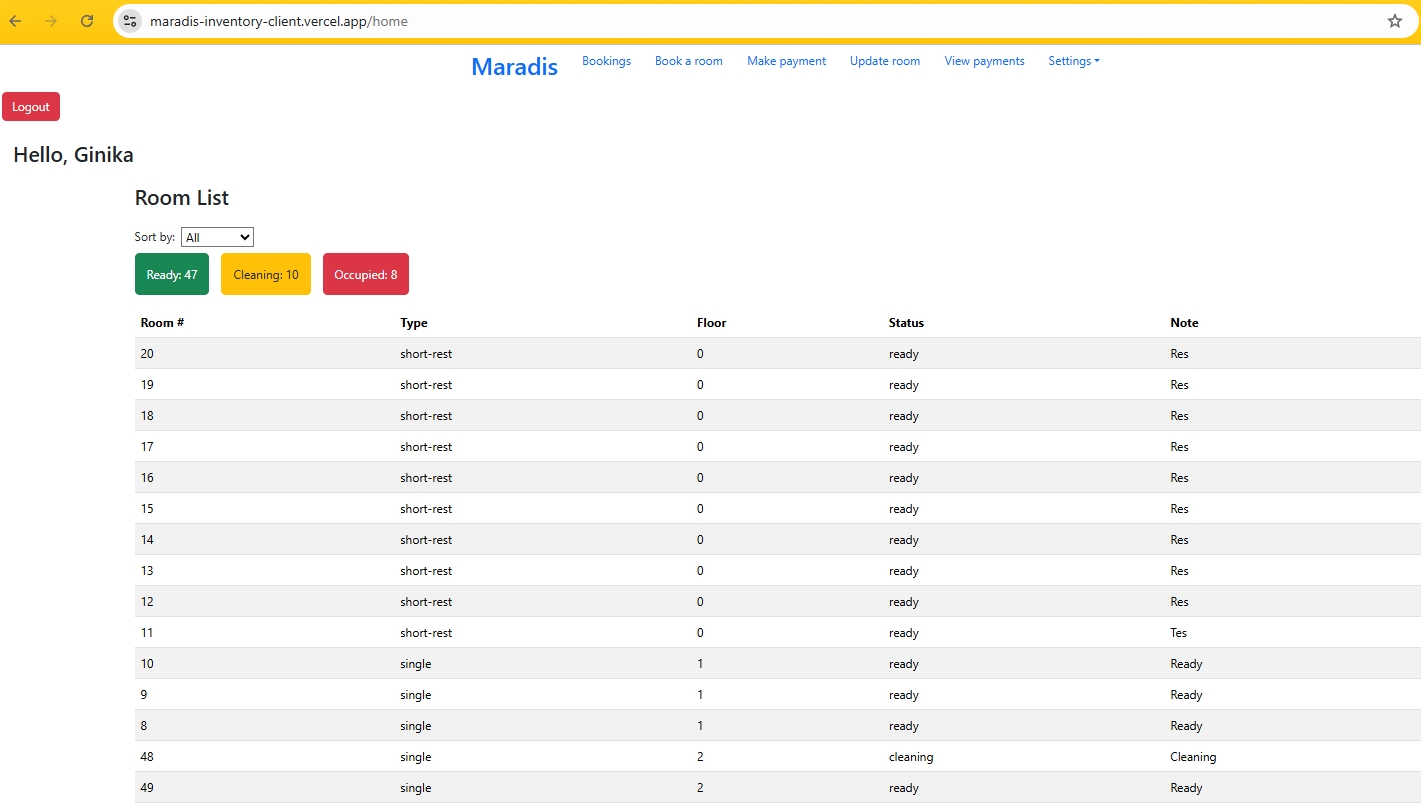 maradis-inventory-client.vercel.app/home
Maradis Bookings Book a room Make payment Update room View payments Settings
Logout
Hello, Ginika
Room List
Sort by: All
Ready: 47 Cleaning: 10 Occupied: 8
Room # Type Floor Status Note
20 short-rest 0 ready Res
19 short-rest 0 ready Res
18 short-rest 0 ready Res
17 short-rest 0 ready Res
16 short-rest 0 ready Res
15 short-rest 0 ready Res
14 short-rest 0 ready Res
13 short-rest 0 ready Res
12 short-rest 0 ready Res
11 short-rest 0 ready Tes
10 single 1 ready Ready
9 single 1 ready Ready
8 single 1 ready Ready
48 single 2 cleaning Cleaning
49 single 2 ready Ready